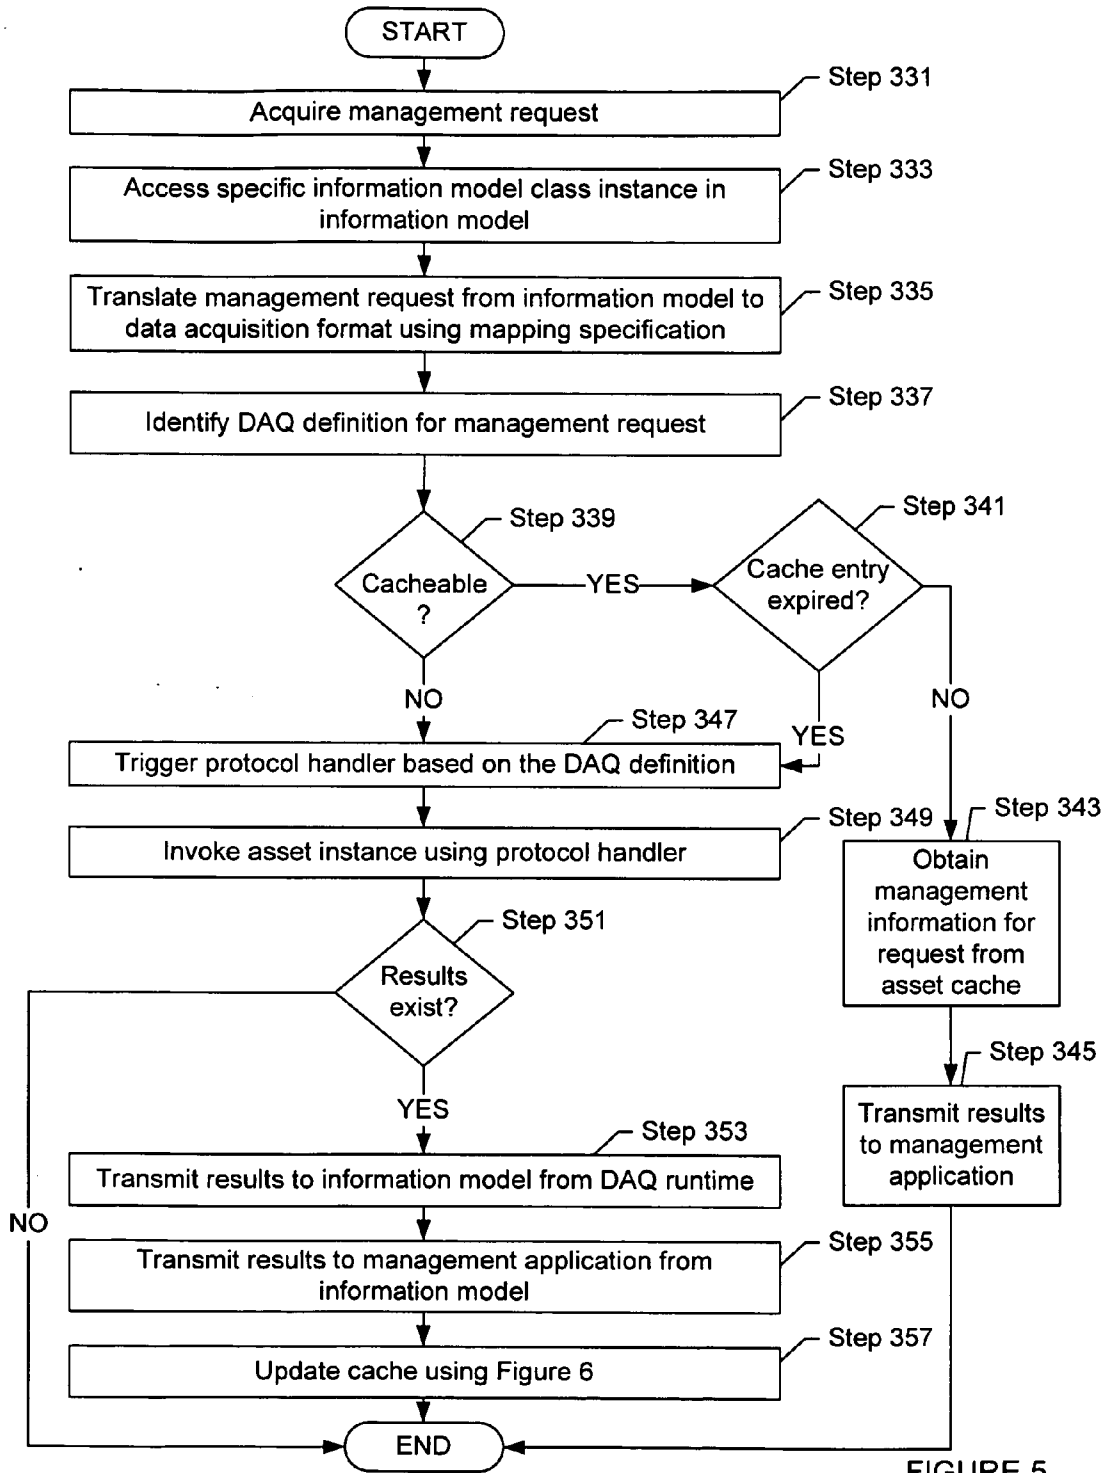 START
Step 331
Acquire management request
Step 333
Access specific information model class instance in
information model
Step 335
Translate management request from information model to
data acquisition format using mapping specification
Step 337
Identify DAQ definition for management request
Step 339
Cacheable
?
YES
Step 341
Cache entry
expired?
NO
NO
YES
Step 347
Trigger protocol handler based on the DAQ definition
Step 349
Invoke asset instance using protocol handler
Step 343
Obtain
management
information for
request from
asset cache
Step 351
Results
exist?
Step 345
Transmit results
to management
application
YES
Step 353
Transmit results to information model from DAQ runtime
NO
Step 355
Transmit results to management application from
information model
Step 357
Update cache using Figure 6
END
FIGURE 5